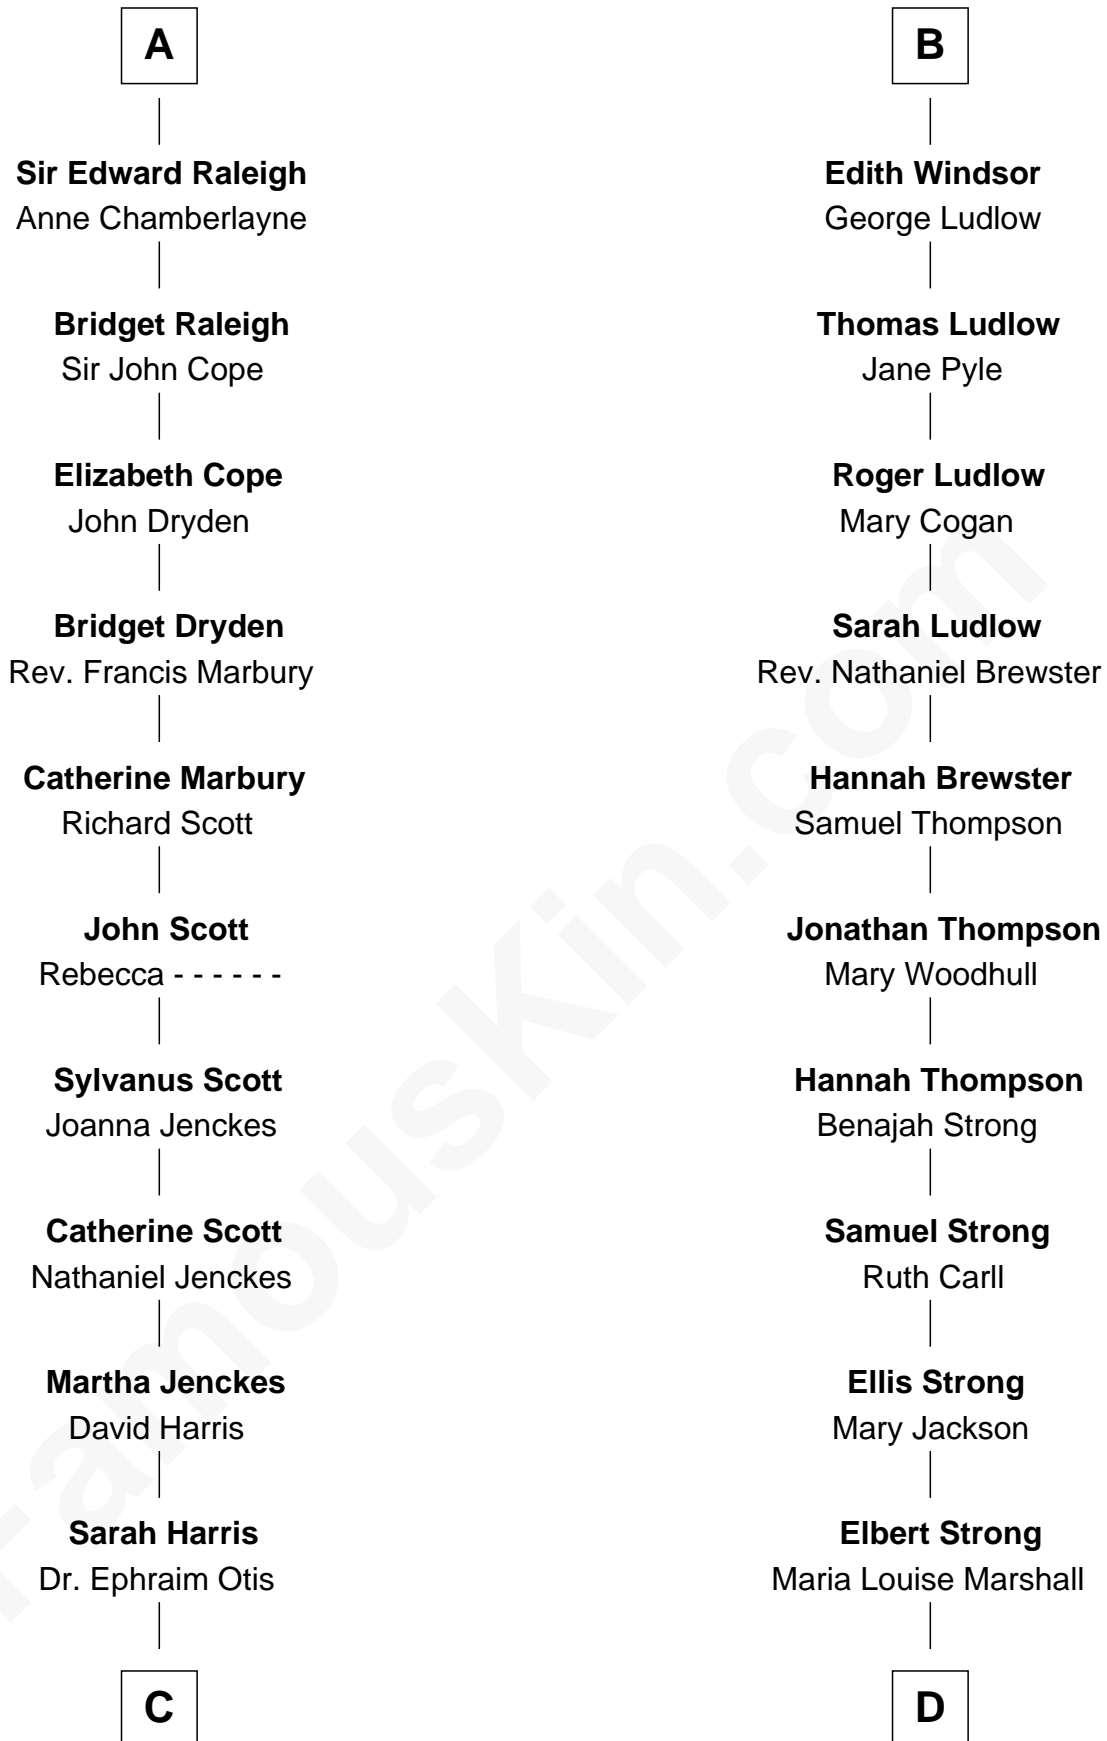 A
Sir Edward Raleigh
Anne Chamberlayne
Bridget Raleigh
Sir John Cope
Elizabeth Cope
John Dryden
Bridget Dryden
Rev. Francis Marbury
Catherine Marbury
Richard Scott
John Scott
Rebecca - - - - - -
Sylvanus Scott
Joanna Jenckes
Catherine Scott
Nathaniel Jenckes
Martha Jenckes
David Harris
Sarah Harris
Dr. Ephraim Otis
C
B
Edith Windsor
George Ludlow
Thomas Ludlow
Jane Pyle
Roger Ludlow
Mary Cogan
Sarah Ludlow
Rev. Nathaniel Brewster
Hannah Brewster
Samuel Thompson
Jonathan Thompson
Mary Woodhull
Hannah Thompson
Benajah Strong
Samuel Strong
Ruth Carll
Ellis Strong
Mary Jackson
Elbert Strong
Maria Louise Marshall
D
FamousKin.com